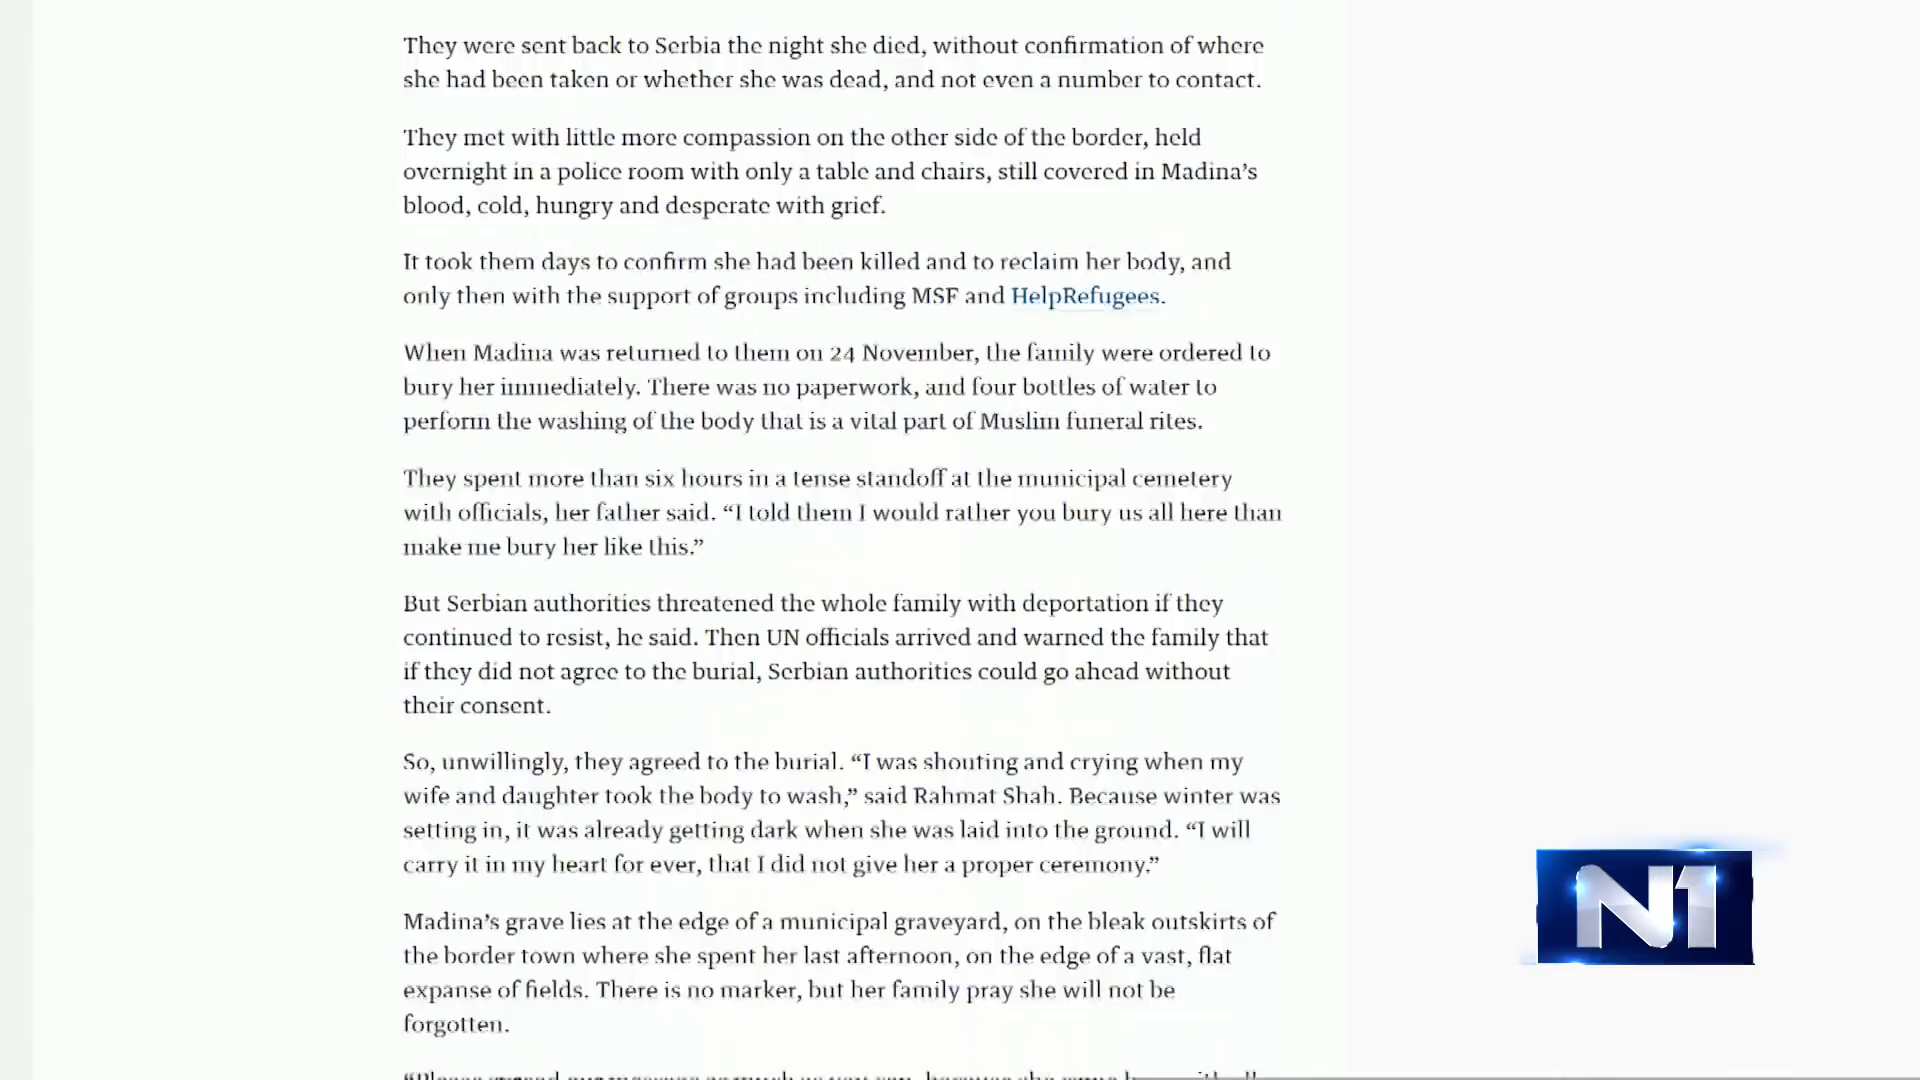 They were sent back to Serbia the night she died, without confirmation of where
she had been taken or whether she was dead, and not even a number to contact.
They met with little more compassion on the other side of the border, held
overnight in a police room with only a table and chairs, still covered in Madina’s
blood, cold, hungry and desperate with grief.
It took them days to confirm she had been killed and to reclaim her body, and
only then with the support of groups including MSF and HelpRefugees.
When Madina was returned to them on 24 November, the family were ordered to
bury her immediately. There was no paperwork, and four bottles of water to
perform the washing of the body that is a vital part of Muslim funeral rites.
They spent more than six hours in a tense standoff at the municipal cemetery
with officials, her father said. “I told them I would rather you bury us all here than
make me bury her like this.”
But Serbian authorities threatened the whole family with deportation if they
continued to resist, he said. Then UN officials arrived and warned the family that
if they did not agree to the burial, Serbian authorities could go ahead without
their consent.
So, unwillingly, they agreed to the burial. “I was shouting and crying when my
wife and daughter took the body to wash,” said Rahmat Shah. Because winter was
setting in, it was already getting dark when she was laid into the ground. “I will
carry it in my heart for ever, that I did not give her a proper ceremony.”
Madina’s grave lies at the edge of a municipal graveyard, on the bleak outskirts of
the border town where she spent her last afternoon, on the edge of a vast, flat
expanse of fields. There is no marker, but her family pray she will not be
forgotten.
N1